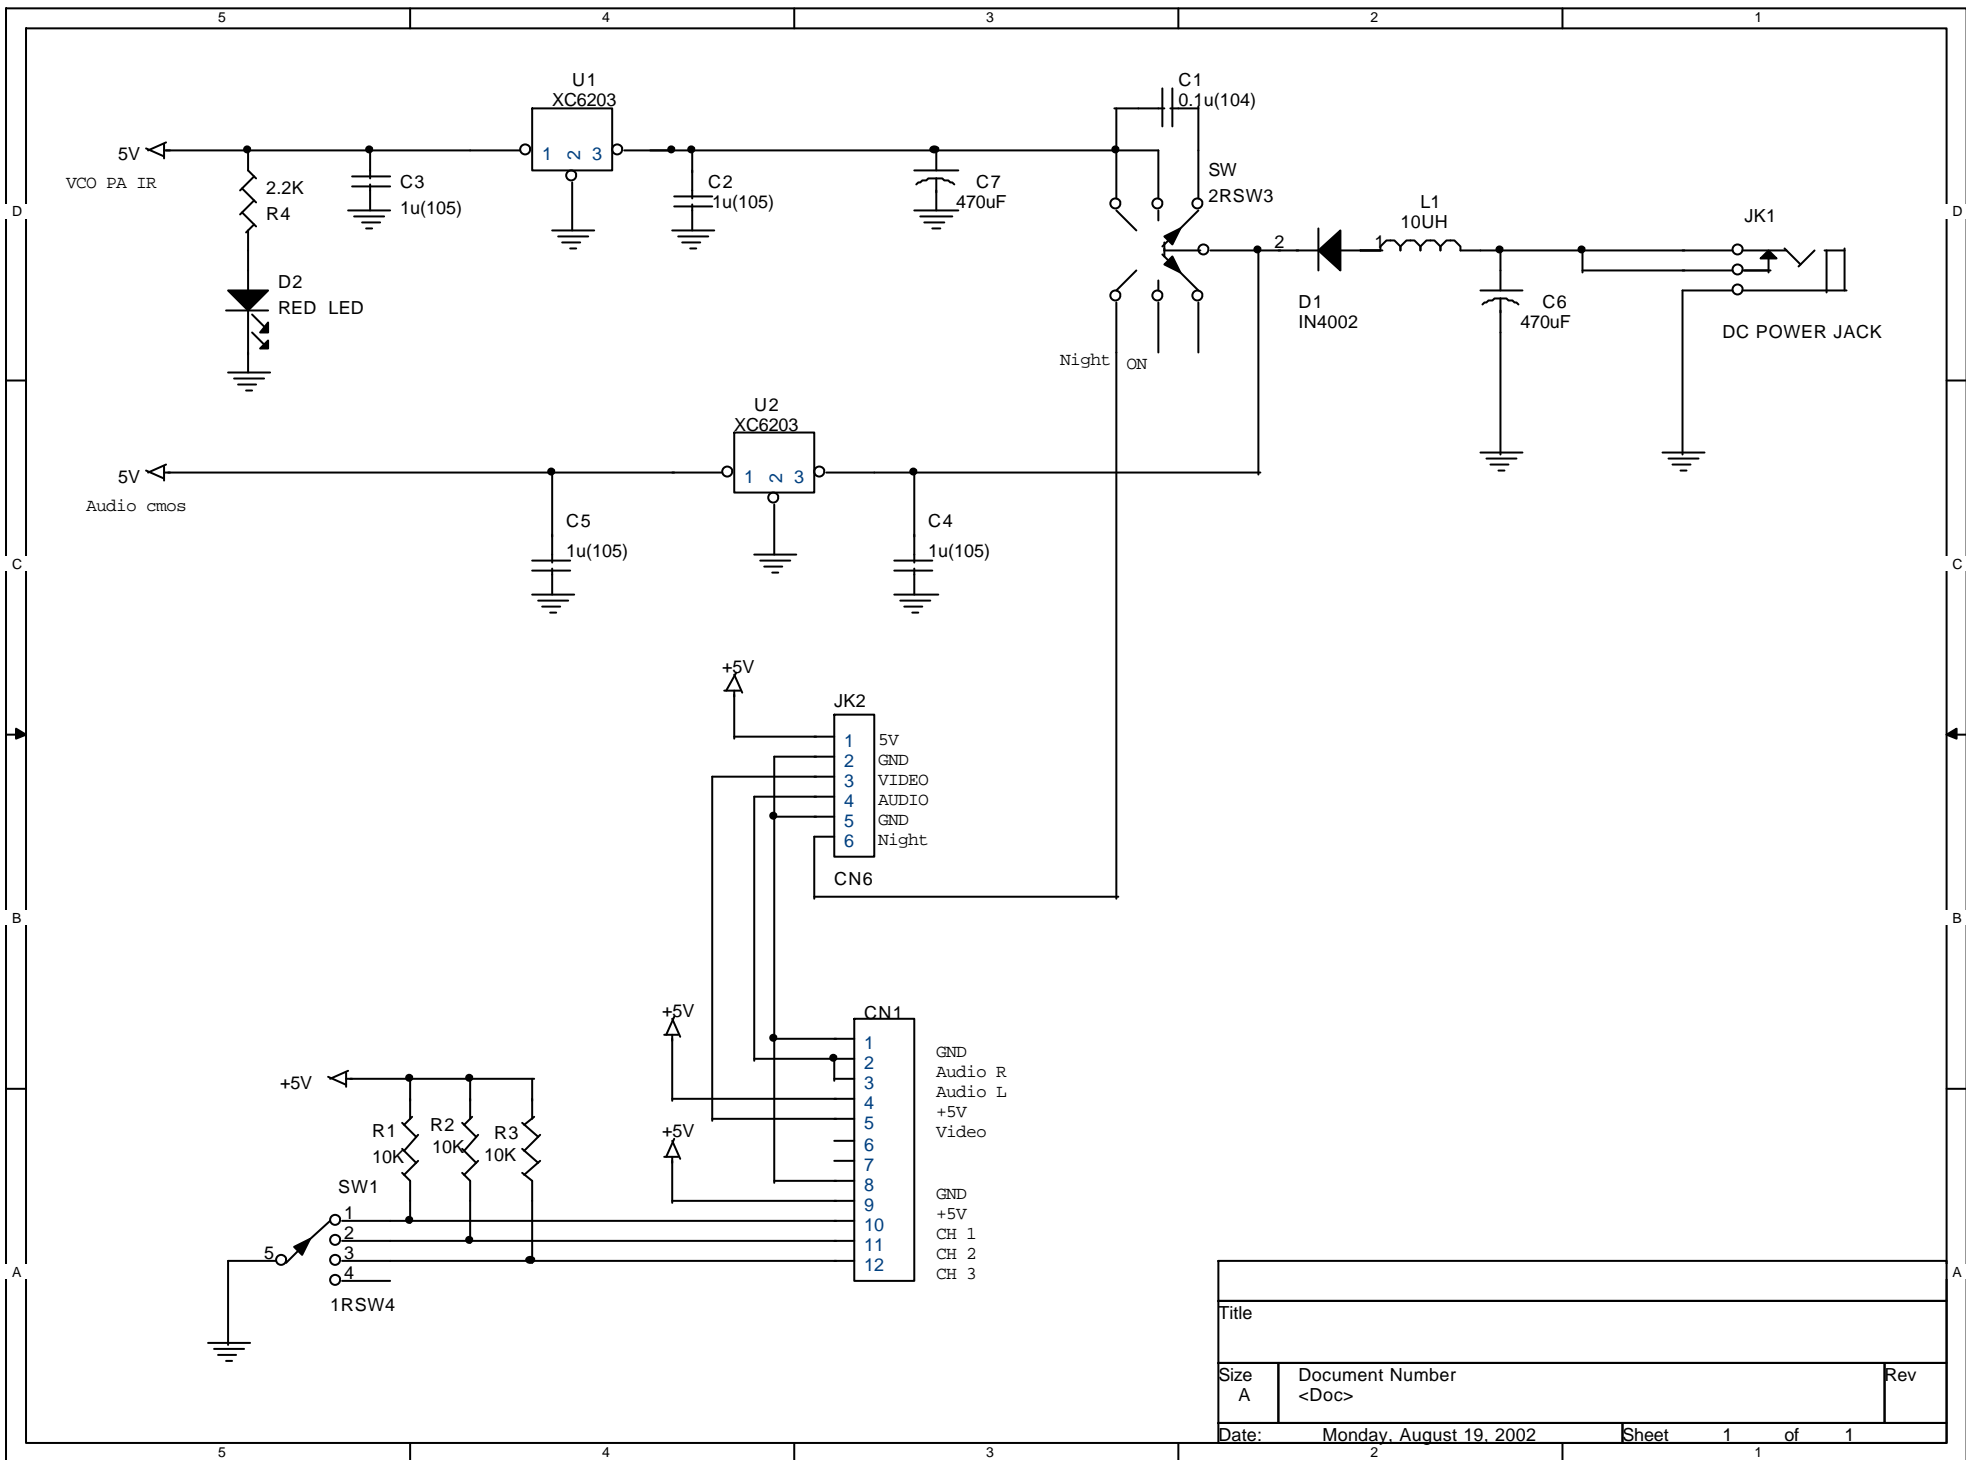 5 4 3 2 1
U1
XC6203
C1
0.1u(104)
5V
VCO PA IR
1 2 3
2.2K
R4
C3
1u(105)
C2
1u(105)
C7
470uF
SW
2RSW3
L1
10UH
JK1
D D
D2
RED LED
2 1
D1
IN4002
C6
470uF
DC POWER JACK
Night ON
U2
XC6203
5V
Audio cmos
1 2 3
C5
1u(105)
C4
1u(105)
C C
+5V
JK2
1 5V
2 GND
3 VIDEO
4 AUDIO
5 GND
6 Night
CN6
B B
+5V
CN1
1
2
3
4
5
6
7
8
9
10
11
12
GND
Audio R
Audio L
+5V
Video
GND
+5V
CH 1
CH 2
CH 3
+5V
+5V
R1
10K
R2
10K
R3
10K
SW1
1
2
3
4
5
1RSW4
A A
Title
Size
A
Document Number
<Doc>
Rev
Date: Monday, August 19, 2002 Sheet 1 of 1
5 4 3 2 1